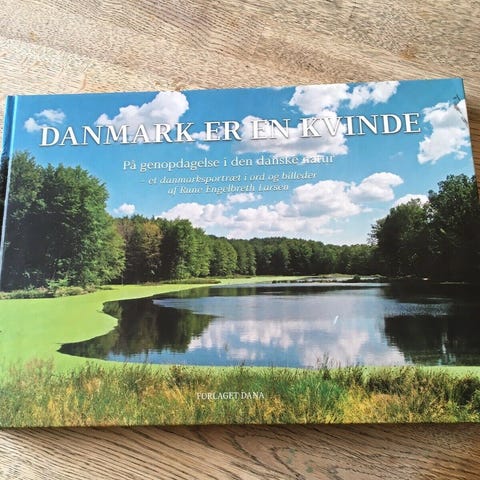 DANMARK ER EN KVINDE
På genopdagelse i den danske natur
- et danmarksportræt i ord og billeder
af Rune Engelbreth Larsen
FORLAGET DANA